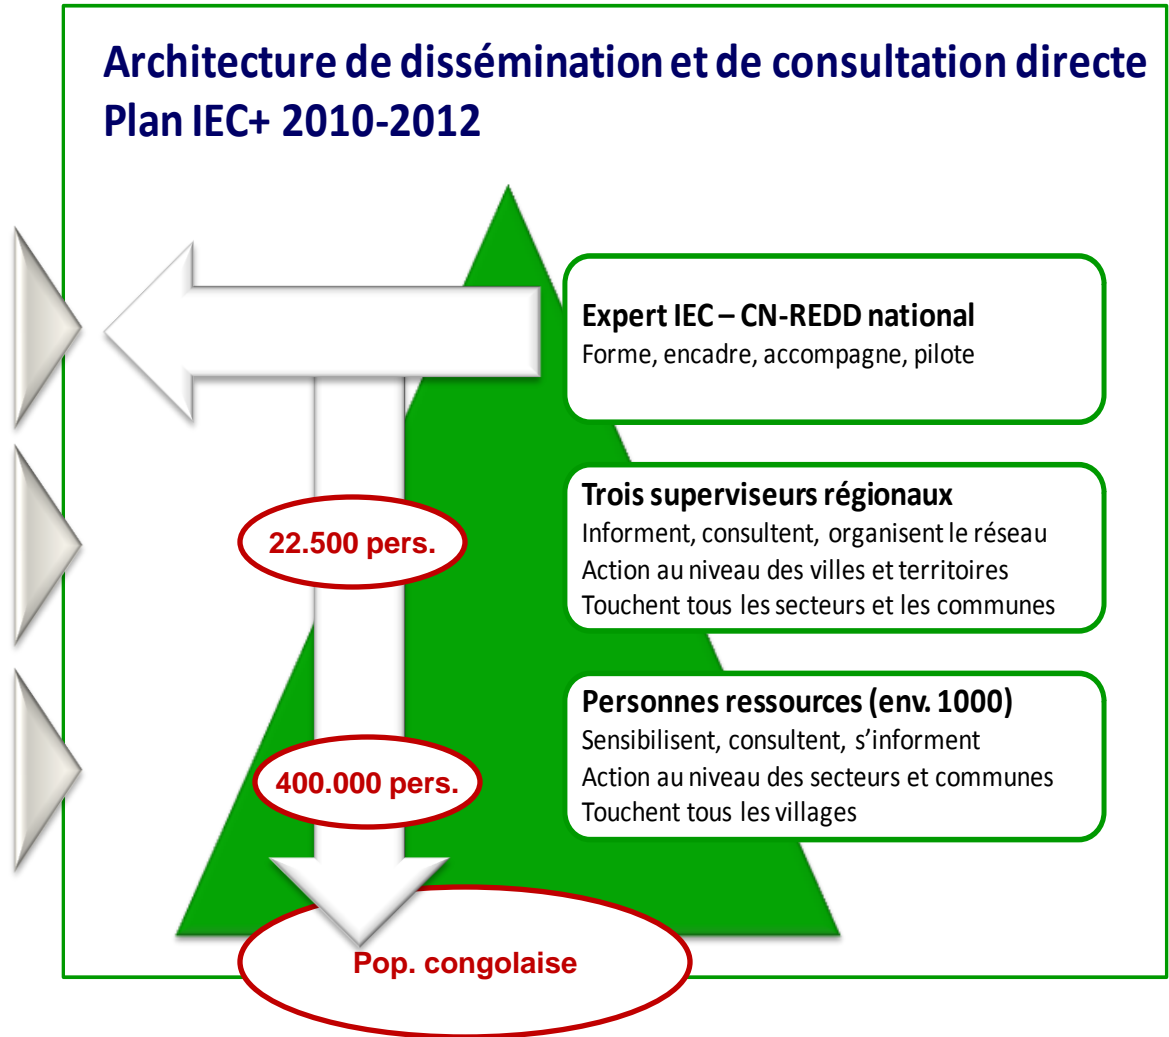 Architecture de dissémination et de consultation directe
Plan IEC+ 2010-2012
Expert IEC – CN-REDD national
Forme, encadre, accompagne, pilote
22.500 pers.
Trois superviseurs régionaux
Informent, consultent, organisent le réseau
Action au niveau des villes et territoires
Touchent tous les secteurs et les communes
400.000 pers.
Personnes ressources (env. 1000)
Sensibilisent, consultent, s’informent
Action au niveau des secteurs et communes
Touchent tous les villages
Pop. congolaise